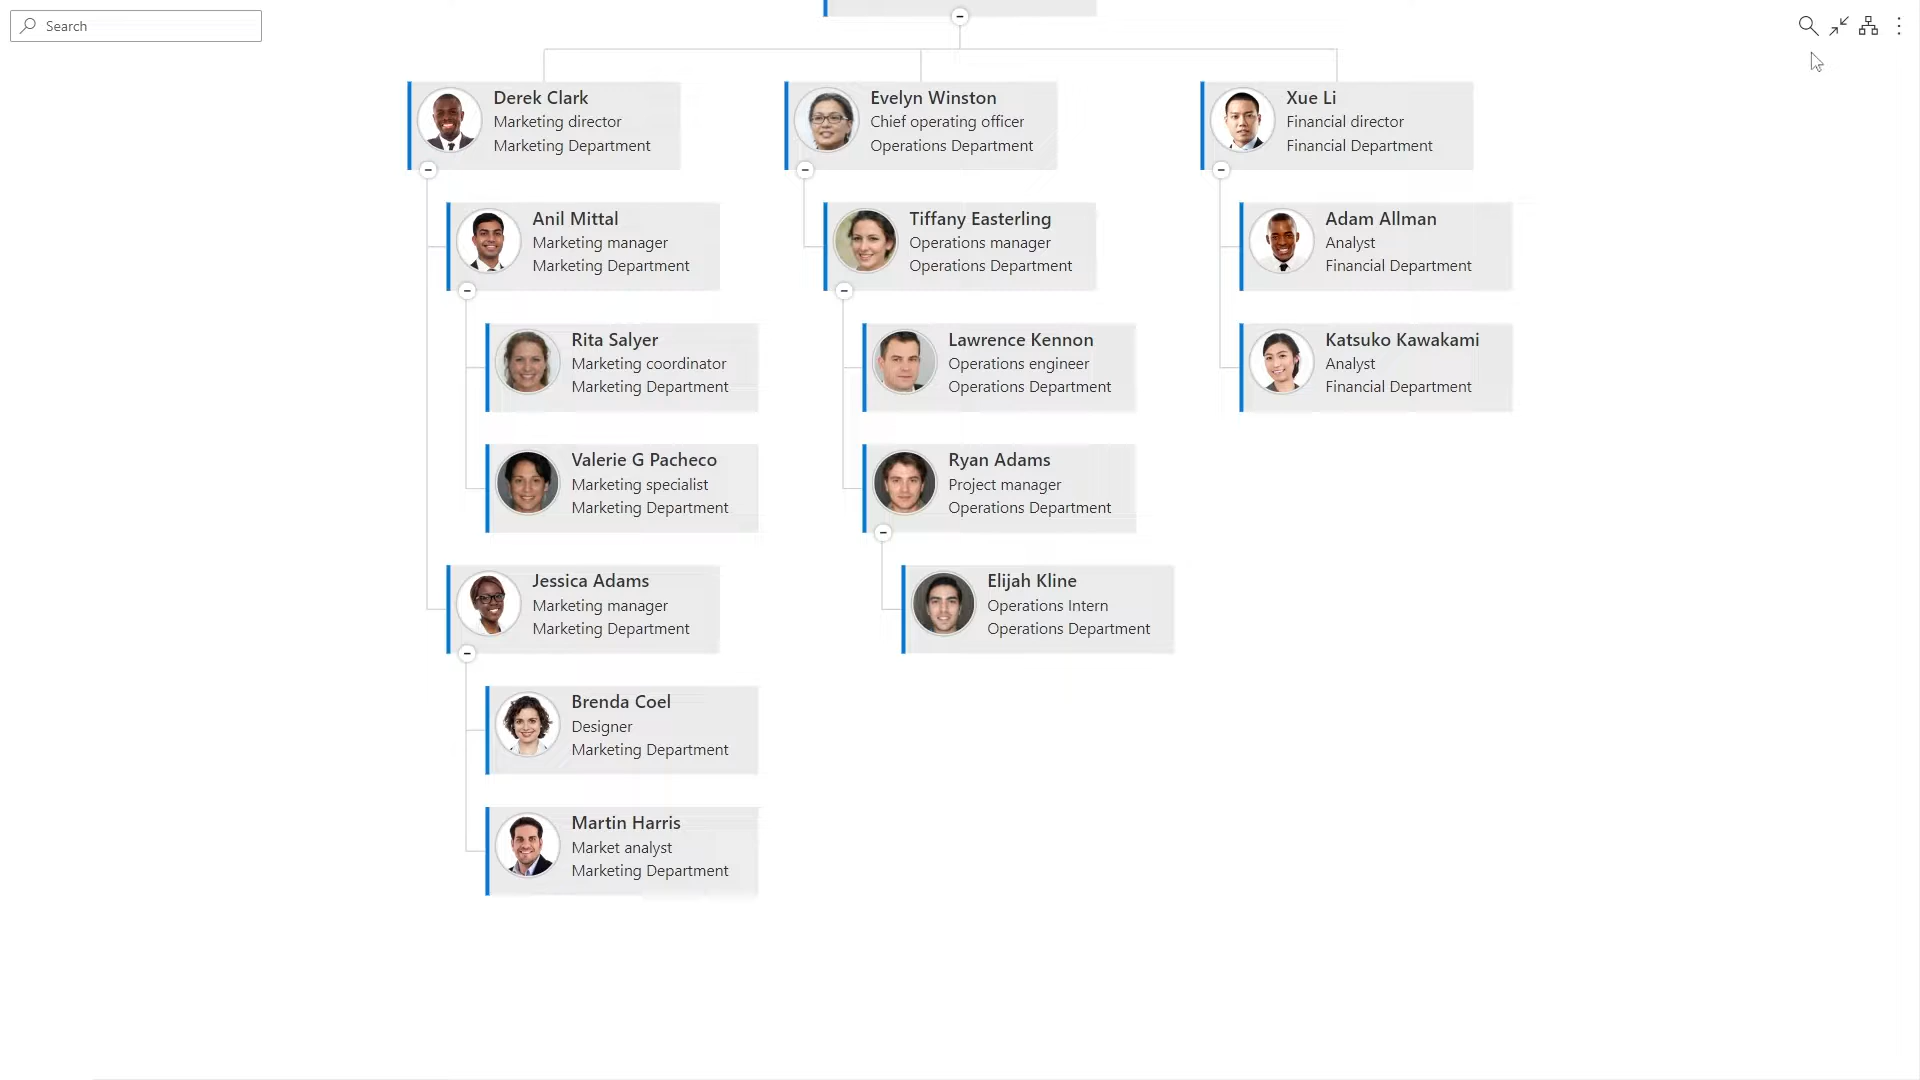 Search
Derek Clark
Marketing director
Marketing Department
Evelyn Winston
Chief operating officer
Operations Department
Xue Li
Financial director
Financial Department
Anil Mittal
Marketing manager
Marketing Department
Tiffany Easterling
Operations manager
Operations Department
Adam Allman
Analyst
Financial Department
Rita Salyer
Marketing coordinator
Marketing Department
Lawrence Kennon
Operations engineer
Operations Department
Katsuko Kawakami
Analyst
Financial Department
Valerie G Pacheco
Marketing specialist
Marketing Department
Ryan Adams
Project manager
Operations Department
Jessica Adams
Marketing manager
Marketing Department
Elijah Kline
Operations Intern
Operations Department
Brenda Coel
Designer
Marketing Department
Martin Harris
Market analyst
Marketing Department